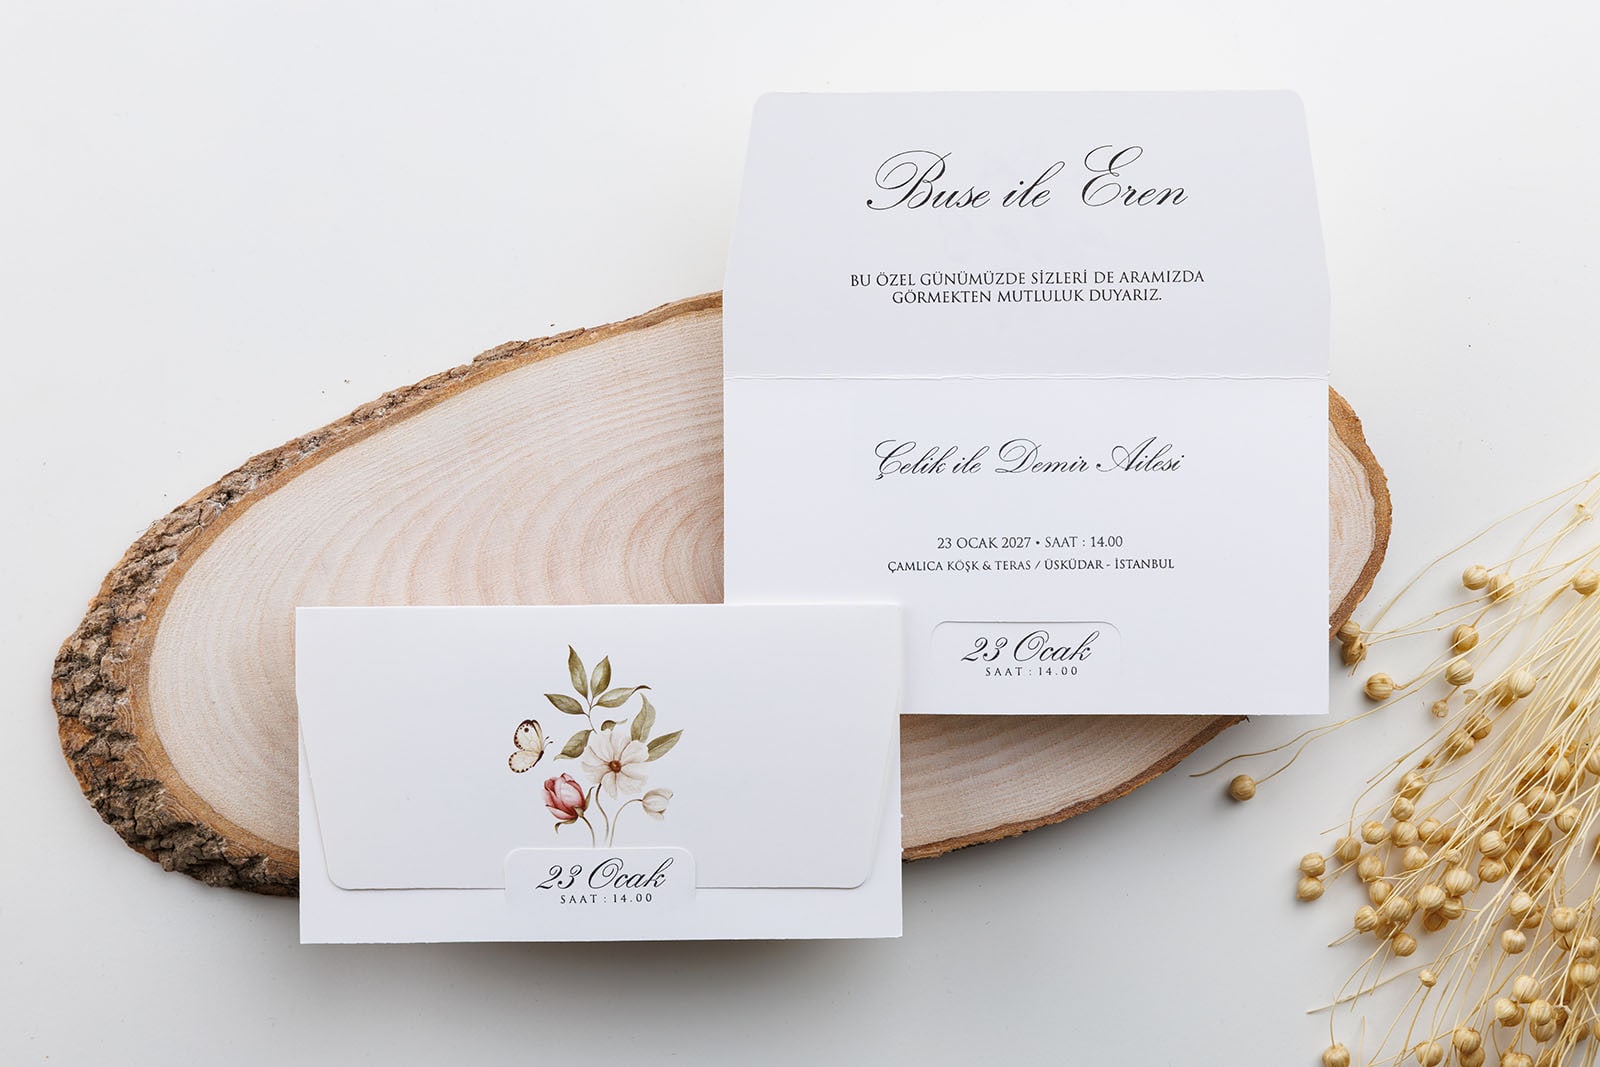 Buse ile Eren
BU ÖZEL GÜNÜMÜZDE SİZLERİ DE ARAMIZDA
GÖRMEKTEN MUTLULUK DUYARIZ.
Çelik ile Demir Ailesi
23 OCAK 2027 • SAAT : 14.00
ÇAMLICA KÖŞK & TERAS / ÜSKÜDAR - İSTANBUL
23 Ocak
SAAT : 14.00
23 Ocak
SAAT : 14.00